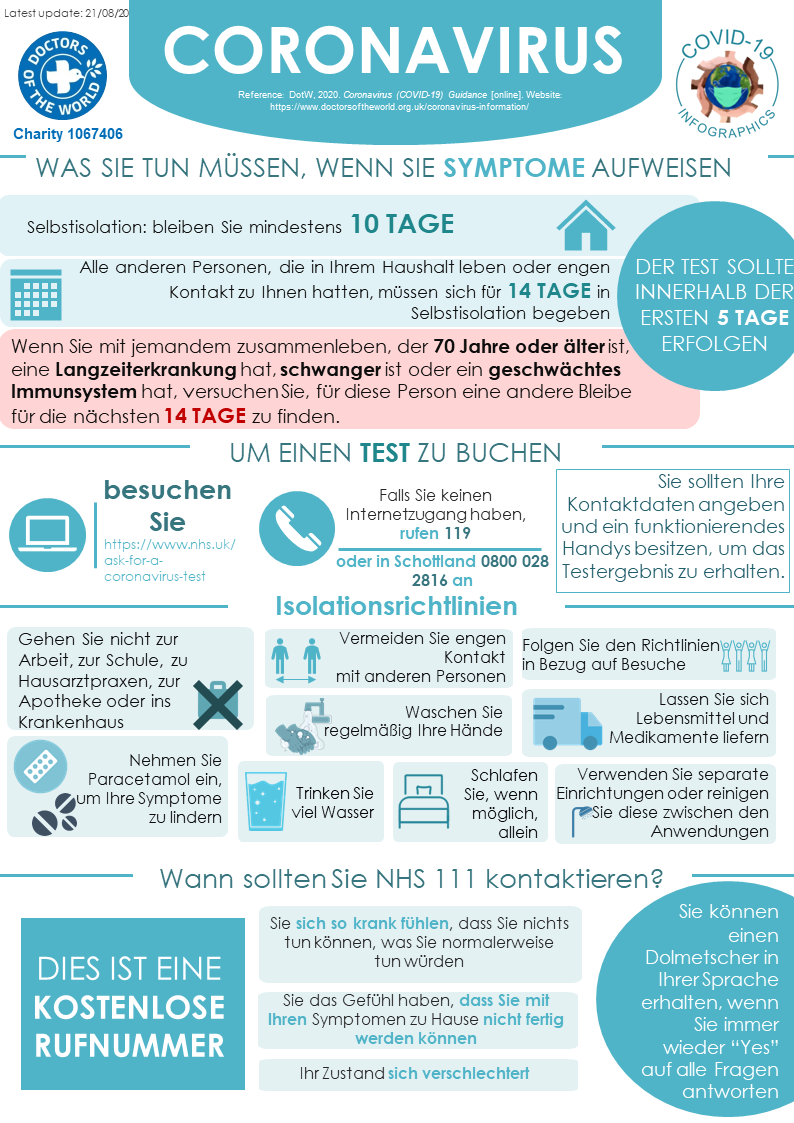 Latest update: 21/08/20
DOCTORS OF THE WORLD
Charity 1067406
CORONAVIRUS
Reference: DotW, 2020. Coronavirus (COVID-19) Guidance [online]. Website:
https://www.doctorsoftheworld.org.uk/coronavirus-information/
COVID-19
INFOGRAPHICS
WAS SIE TUN MÜSSEN, WENN SIE SYMPTOME AUFWEISEN
Selbstisolation: bleiben Sie mindestens 10 TAGE
Alle anderen Personen, die in Ihrem Haushalt leben oder engen
Kontakt zu Ihnen hatten, müssen sich für 14 TAGE in
Selbstisolation begeben
DER TEST SOLLTE
INNERHALB DER
ERSTEN 5 TAGE
ERFOLGEN
Wenn Sie mit jemandem zusammenleben, der 70 Jahre oder älter ist,
eine Langzeiterkrankung hat, schwanger ist oder ein geschwächtes
Immunsystem hat, versuchen Sie, für diese Person eine andere Bleibe
für die nächsten 14 TAGE zu finden.
UM EINEN TEST ZU BUCHEN
besuchen
Sie
https://www.nhs.uk/
ask-for-a-
coronavirus-test
Falls Sie keinen
Internetzugang haben,
rufen 119
oder in Schottland 0800 028
2816 an
Sie sollten Ihre
Kontaktdaten angeben
und ein funktionierendes
Handys besitzen, um das
Testergebnis zu erhalten.
Isolationsrichtlinien
Gehen Sie nicht zur
Arbeit, zur Schule, zu
Hausarztpraxen, zur
Apotheke oder ins
Krankenhaus
Vermeiden Sie engen
Kontakt
mit anderen Personen
Folgen Sie den Richtlinien
in Bezug auf Besuche
Waschen Sie
regelmäßig Ihre Hände
Lassen Sie sich
Lebensmittel und
Medikamente liefern
Nehmen Sie
Paracetamol ein,
um Ihre Symptome
zu lindern
Trinken Sie
viel Wasser
Schlafen
Sie, wenn
möglich,
allein
Verwenden Sie separate
Einrichtungen oder reinigen
Sie diese zwischen den
Anwendungen
Wann sollten Sie NHS 111 kontaktieren?
DIES IST EINE
KOSTENLOSE
RUFNUMMER
Sie sich so krank fühlen, dass Sie nichts
tun können, was Sie normalerweise
tun würden
Sie das Gefühl haben, dass Sie mit
Ihren Symptomen zu Hause nicht fertig
werden können
Ihr Zustand sich verschlechtert
Sie können
einen
Dolmetscher in
Ihrer Sprache
erhalten, wenn
Sie immer
wieder “Yes”
auf alle Fragen
antworten